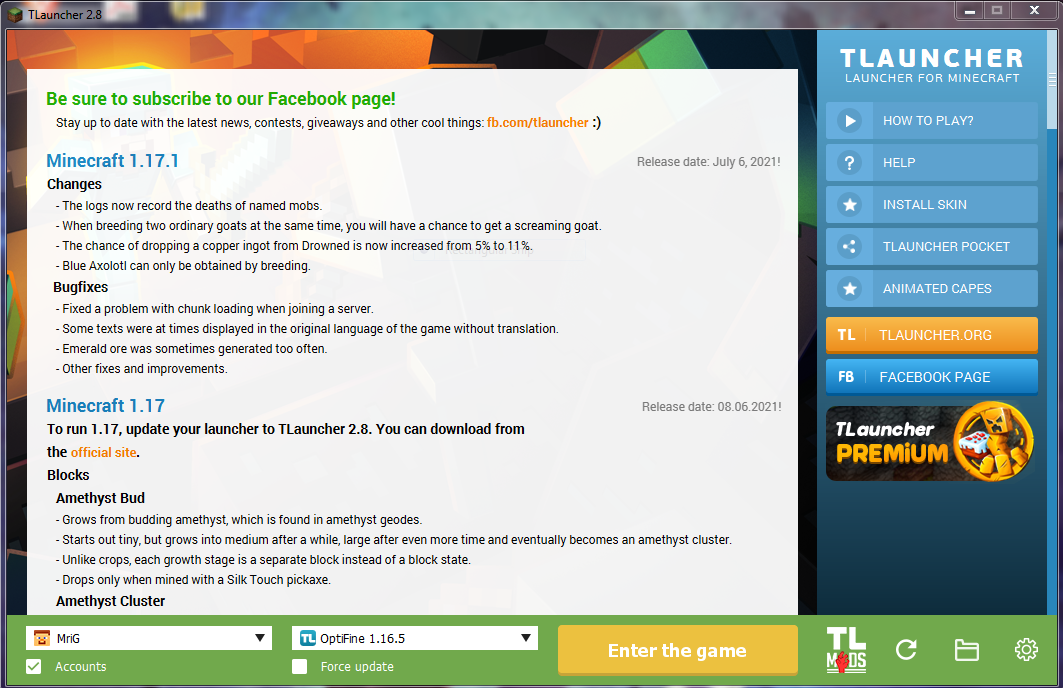 TLauncher 2.8
Be sure to subscribe to our Facebook page!
Stay up to date with the latest news, contests, giveaways and other cool things: fb.com/tlauncher :)
Minecraft 1.17.1
Release date: July 6, 2021!
Changes
- The logs now record the deaths of named mobs.
- When breeding two ordinary goats at the same time, you will have a chance to get a screaming goat.
- The chance of dropping a copper ingot from Drowned is now increased from 5% to 11%.
- Blue Axolotl can only be obtained by breeding.
Bugfixes
- Fixed a problem with chunk loading when joining a server.
- Some texts were at times displayed in the original language of the game without translation.
- Emerald ore was sometimes generated too often.
- Other fixes and improvements.
Minecraft 1.17
Release date: 08.06.2021!
To run 1.17, update your launcher to TLauncher 2.8. You can download from
the official site.
Blocks
Amethyst Bud
- Grows from budding amethyst, which is found in amethyst geodes.
- Starts out tiny, but grows into medium after a while, large after even more time and eventually becomes an amethyst cluster.
- Unlike crops, each growth stage is a separate block instead of a block state.
- Drops only when mined with a Silk Touch pickaxe.
Amethyst Cluster
TLAUNCHER
LAUNCHER FOR MINECRAFT
HOW TO PLAY?
? HELP
INSTALL SKIN
TLAUNCHER POCKET
ANIMATED CAPES
TL TLAUNCHER.ORG
FB FACEBOOK PAGE
TLauncher
PREMiUM
MriG
TL OptiFine 1.16.5
Enter the game
TL
MODS
Accounts
Force update